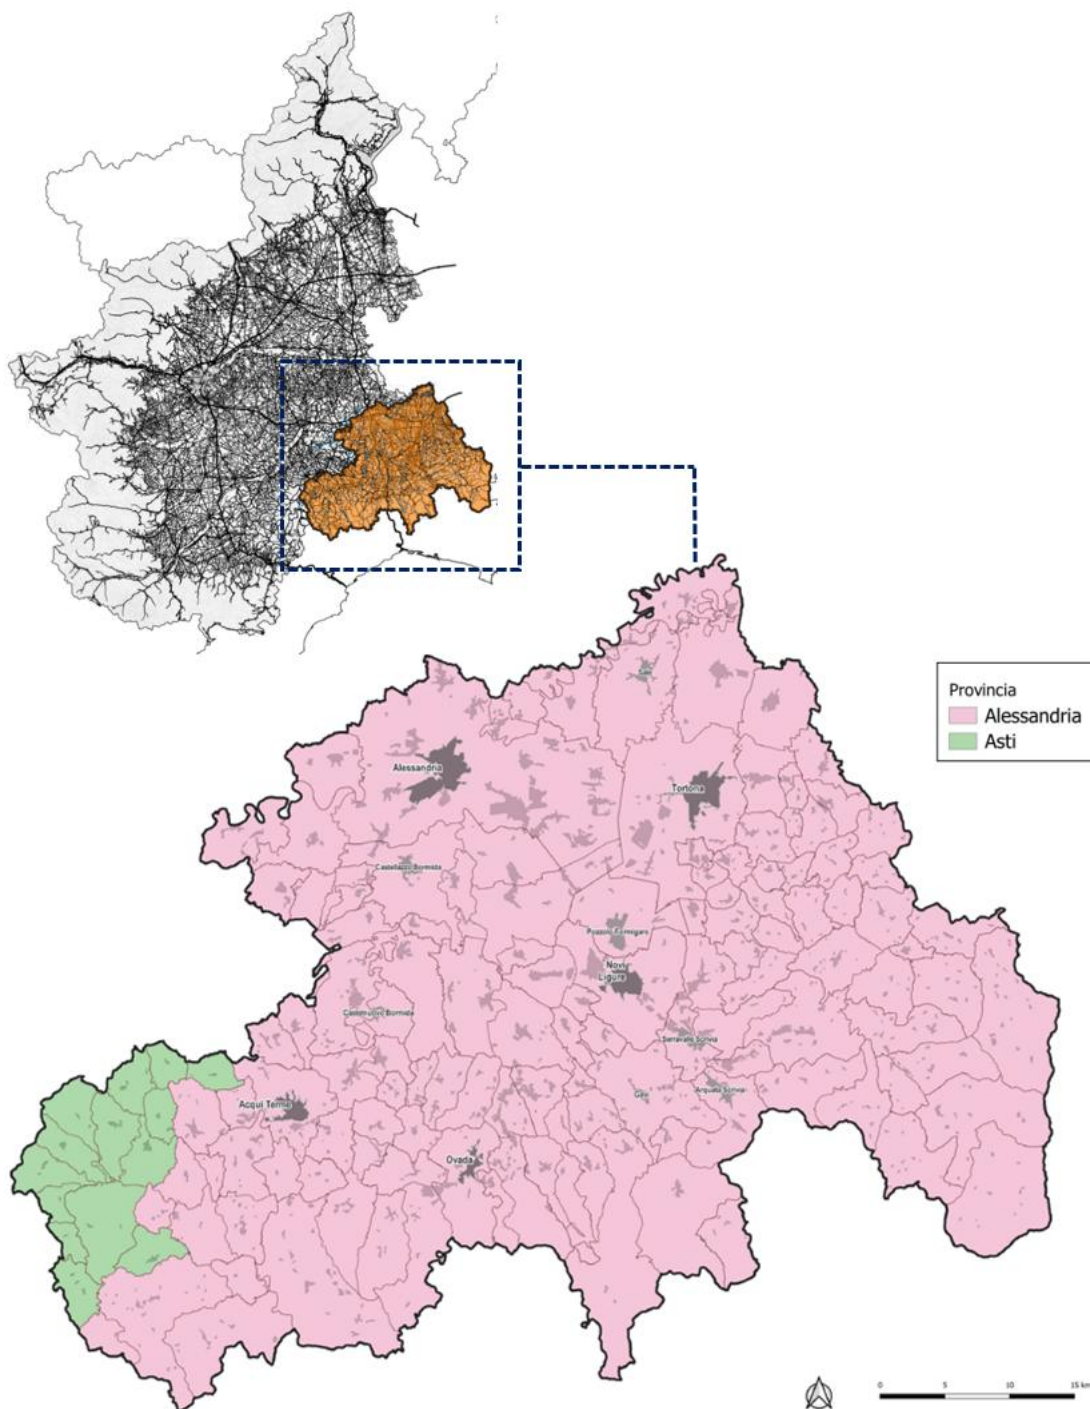 Provincia
Alessandria
Asti
Sale
Alessandria
Tortona
Castellazzo Bormida
Pozzolo Formigaro
Novi
Ligure
Castelnuovo Bormida
Serravalle Scrivia
Gavi
Arquata Scrivia
Acqui Terme
Ovada
0 5 10 15 km